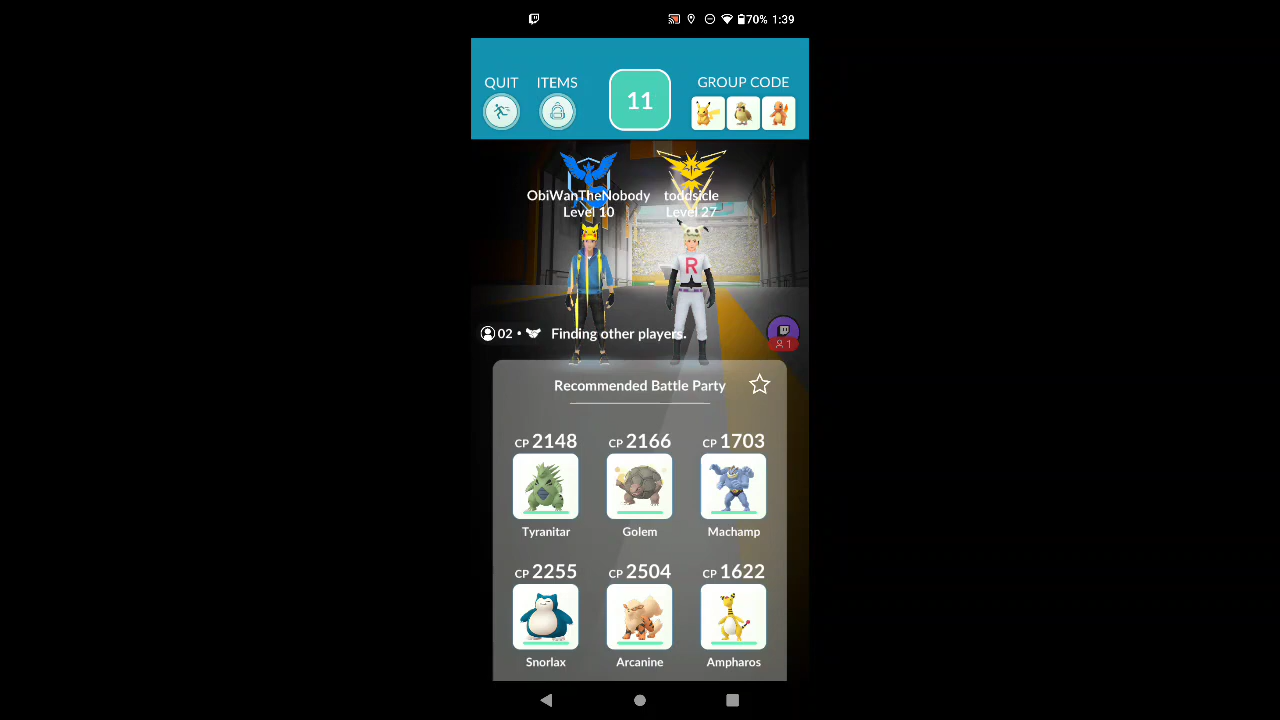 70% 1:39
QUIT ITEMS 11 GROUP CODE
ObiWanTheNobody toddsicle
Level 10 Level 27
R
02 • Finding other players.
1
Recommended Battle Party
CP 2148 CP 2166 CP 1703
Tyranitar Golem Machamp
CP 2255 CP 2504 CP 1622
Snorlax Arcanine Ampharos